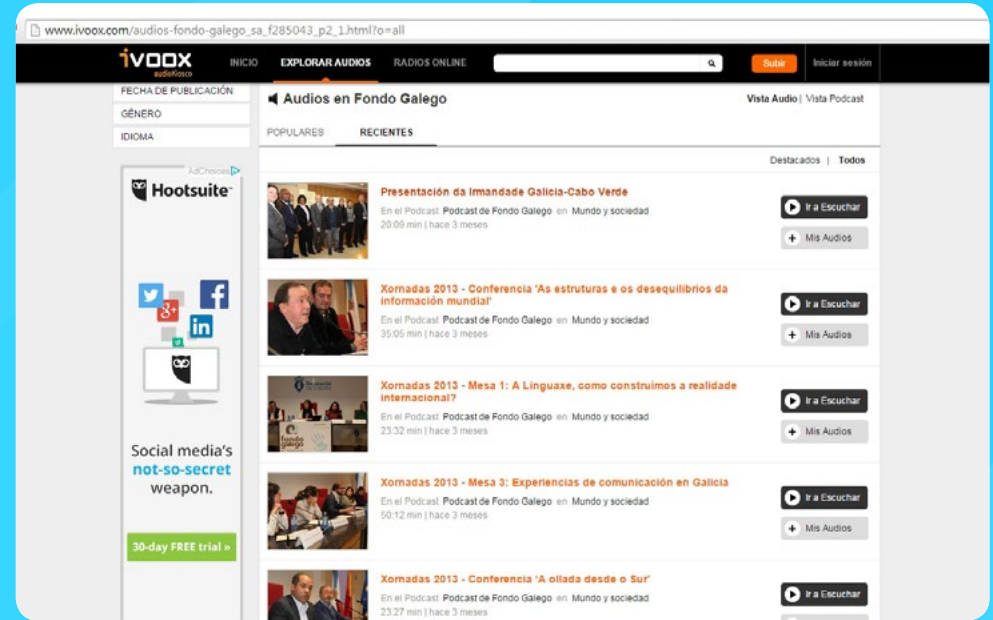 www.ivoox.com/audios-fondo-galego_sa_f285043_p2_1.html?o=all
ivoox
audioKiosco
INICIO
EXPLORAR AUDIOS
RADIOS ONLINE
Subir
Iniciar sesión
FECHA DE PUBLICACIÓN
GÉNERO
IDIOMA
AdChoices
Hootsuite
Social media's
not-so-secret
weapon.
30-day FREE trial »
Audios en Fondo Galego
Vista Audio | Vista Podcast
POPULARES
RECIENTES
Destacados | Todos
Presentación da Irmandade Galicia-Cabo Verde
En el Podcast Podcast de Fondo Galego en Mundo y sociedad
20:09 min | hace 3 meses
Ir a Escuchar
+ Mis Audios
Xornadas 2013 - Conferencia 'As estruturas e os desequilibrios da
información mundial'
En el Podcast Podcast de Fondo Galego en Mundo y sociedad
35:05 min | hace 3 meses
Ir a Escuchar
+ Mis Audios
Xornadas 2013 - Mesa 1: A Linguaxe, como construímos a realidade
internacional?
En el Podcast Podcast de Fondo Galego en Mundo y sociedad
23:32 min | hace 3 meses
Ir a Escuchar
+ Mis Audios
fondo
galego
Xornadas 2013 - Mesa 3: Experiencias de comunicación en Galicia
En el Podcast Podcast de Fondo Galego en Mundo y sociedad
50:12 min | hace 3 meses
Ir a Escuchar
+ Mis Audios
Xornadas 2013 - Conferencia 'A ollada desde o Sur'
En el Podcast Podcast de Fondo Galego en Mundo y sociedad
23:27 min | hace 3 meses
Ir a Escuchar